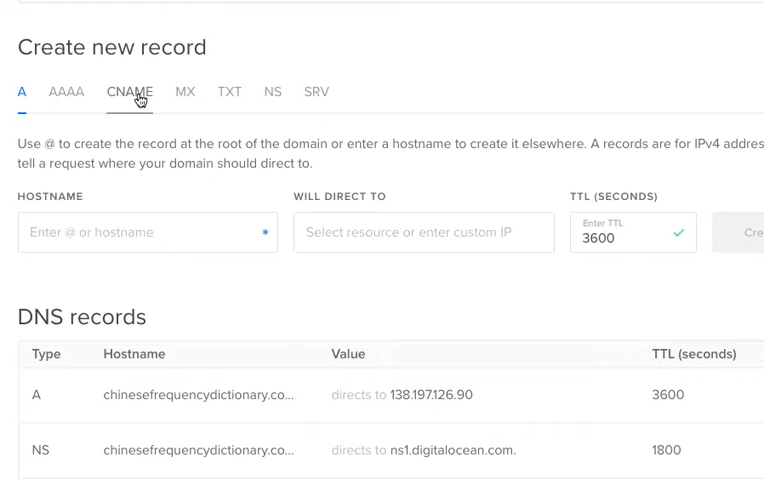 Create new record
A AAAA CNAME MX TXT NS SRV
Use @ to create the record at the root of the domain or enter a hostname to create it elsewhere. A records are for IPv4 addres
tell a request where your domain should direct to.
HOSTNAME WILL DIRECT TO TTL (SECONDS)
Enter @ or hostname * Select resource or enter custom IP Enter TTL 3600 Cre
DNS records
Type Hostname Value TTL (seconds)
A chinesefrequencydictionary.co... directs to 138.197.126.90 3600
NS chinesefrequencydictionary.co... directs to ns1.digitalocean.com. 1800